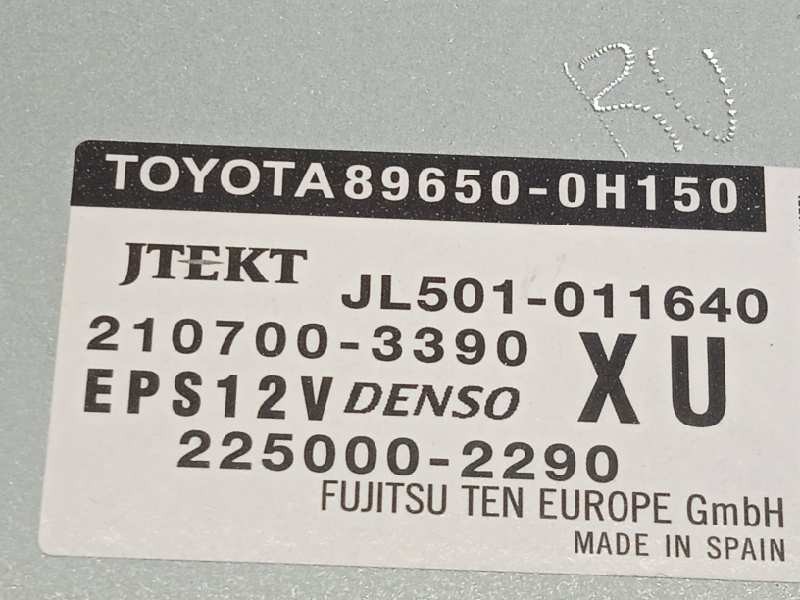 RU
TOYOTA 89650-0H150
JTEKT JL501-011640
210700-3390
EPS12V DENSO XU
225000-2290
FUJITSU TEN EUROPE GmbH
MADE IN SPAIN